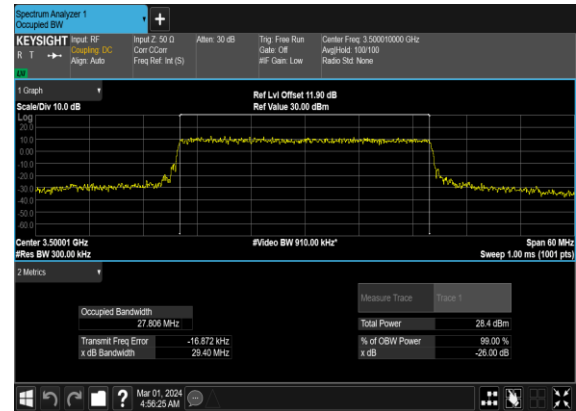 Spectrum Analyzer 1
Occupied BW
+
KEYSIGHT Input: RF Input Z: 50 Ω Atten: 30 dB Trig: Free Run Center Freq: 3.500010000 GHz
R T Coupling: DC Corr CCorr Gate: Off Avg|Hold: 100/100
Align: Auto Freq Ref: Int (S) #IF Gain: Low Radio Std: None
1 Graph
Ref Lvl Offset 11.90 dB
Scale/Div 10.0 dB Ref Value 30.00 dBm
Log
20.0
10.0
0.00
-10.0
-20.0
-30.0
-40.0
-50.0
-60.0
Center 3.50001 GHz #Video BW 910.00 kHz* Span 60 MHz
#Res BW 300.00 kHz Sweep 1.00 ms (1001 pts)
2 Metrics
Measure Trace Trace 1
Occupied Bandwidth
27.806 MHz Total Power 28.4 dBm
Transmit Freq Error -16.872 kHz % of OBW Power 99.00 %
x dB Bandwidth 29.40 MHz x dB -26.00 dB
? Mar 01, 2024
4:56:25 AM